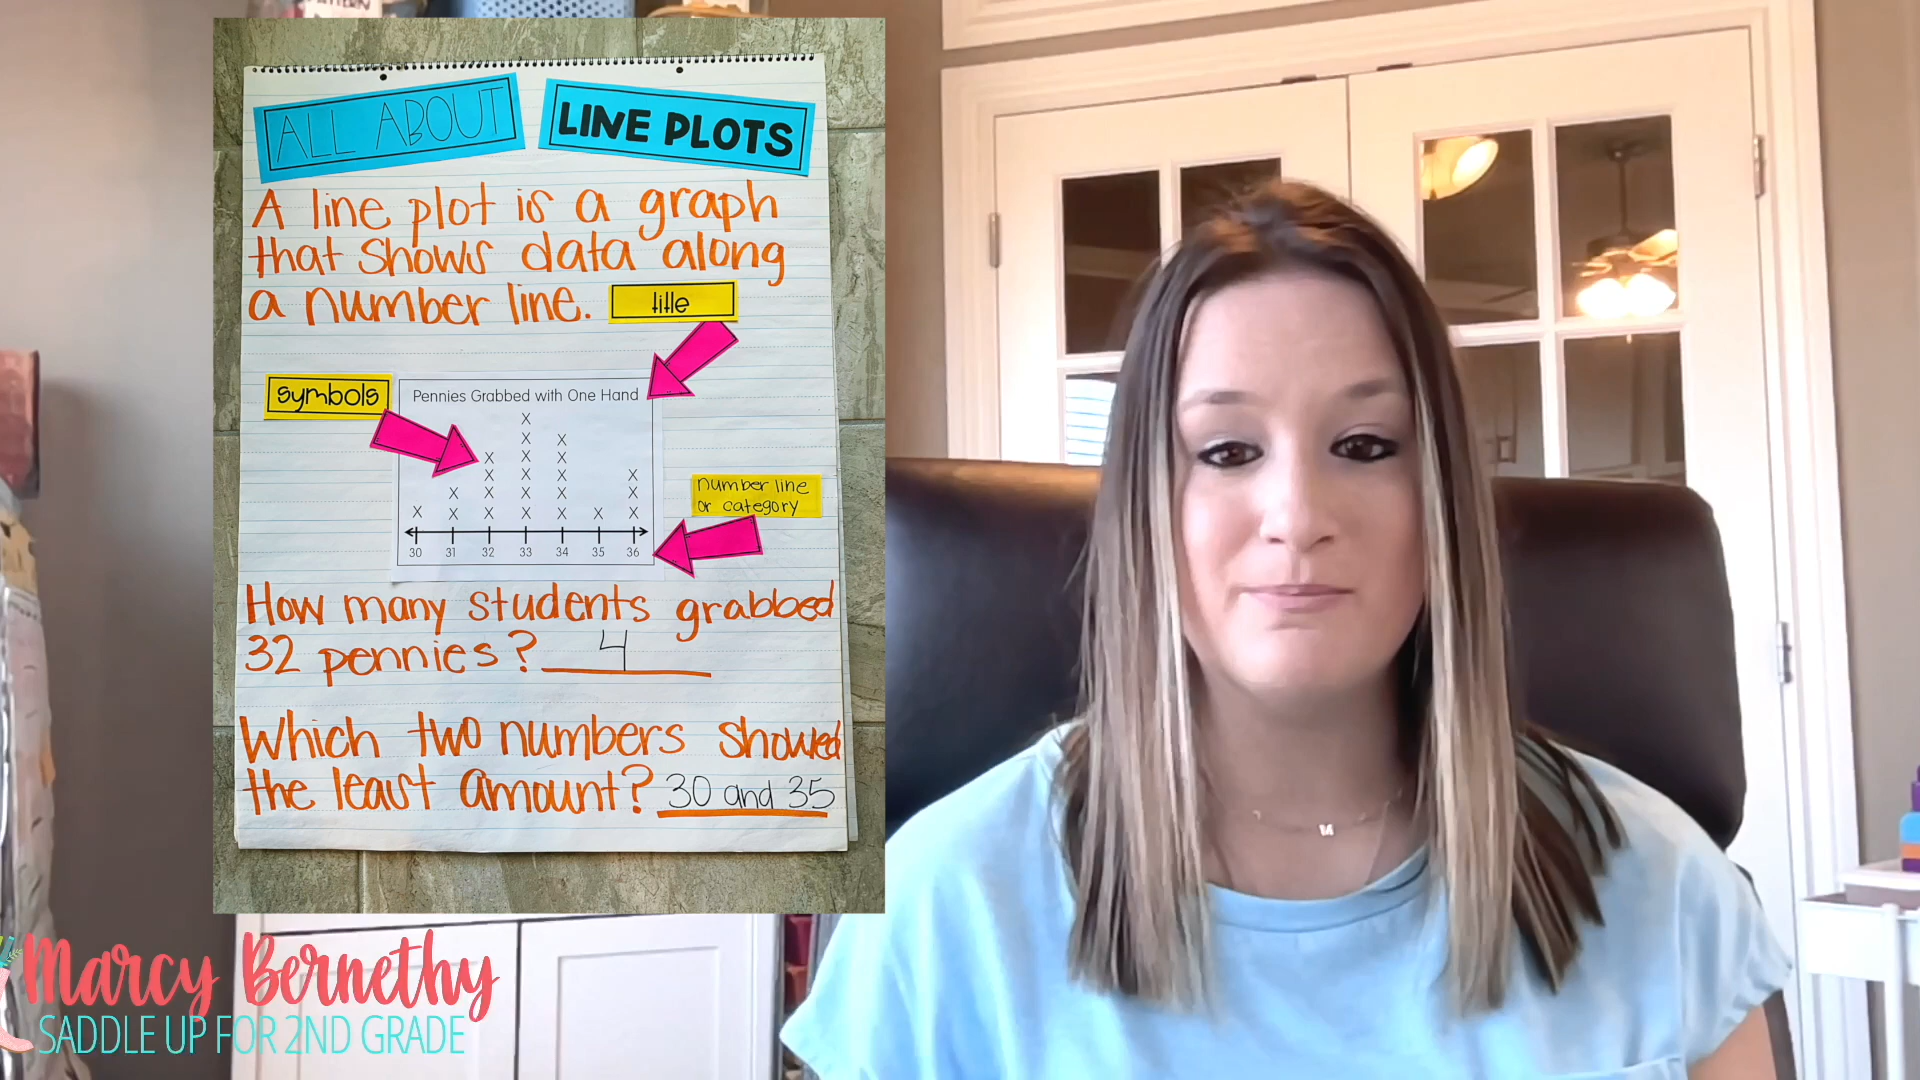 ALL ABOUT LINE PLOTS
A line plot is a graph
that shows data along
a number line.
title
symbols
Pennies Grabbed with One Hand
X
X X
X X
X X X
X X X X
X X X X X
X X X X X X X
number line
or category
30 31 32 33 34 35 36
How many students grabbed
32 pennies? 4
Which two numbers showed
the least amount? 30 and 35
M
Marcy Bernethy
SADDLE UP FOR 2ND GRADE